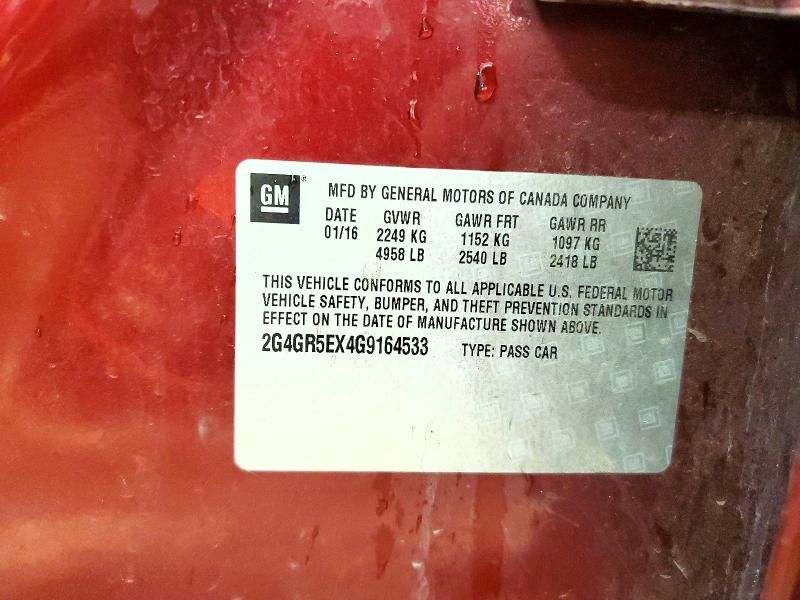 GM ®
MFD BY GENERAL MOTORS OF CANADA COMPANY
DATE GVWR GAWR FRT GAWR RR
01/16 2249 KG 1152 KG 1097 KG
4958 LB 2540 LB 2418 LB
THIS VEHICLE CONFORMS TO ALL APPLICABLE U.S. FEDERAL MOTOR
VEHICLE SAFETY, BUMPER, AND THEFT PREVENTION STANDARDS IN
EFFECT ON THE DATE OF MANUFACTURE SHOWN ABOVE.
2G4GR5EX4G9164533 TYPE: PASS CAR